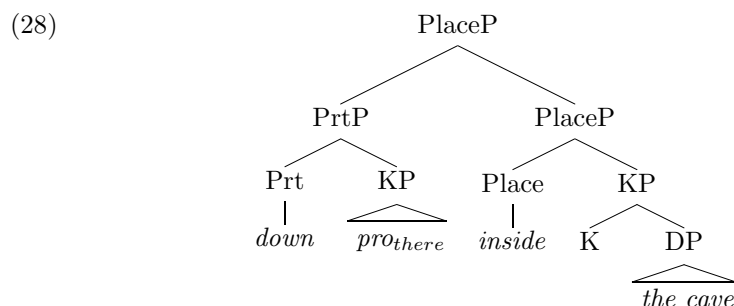 (28)
PlaceP
PrtP PlaceP
Prt KP Place KP
down pro_there inside K DP
the cave